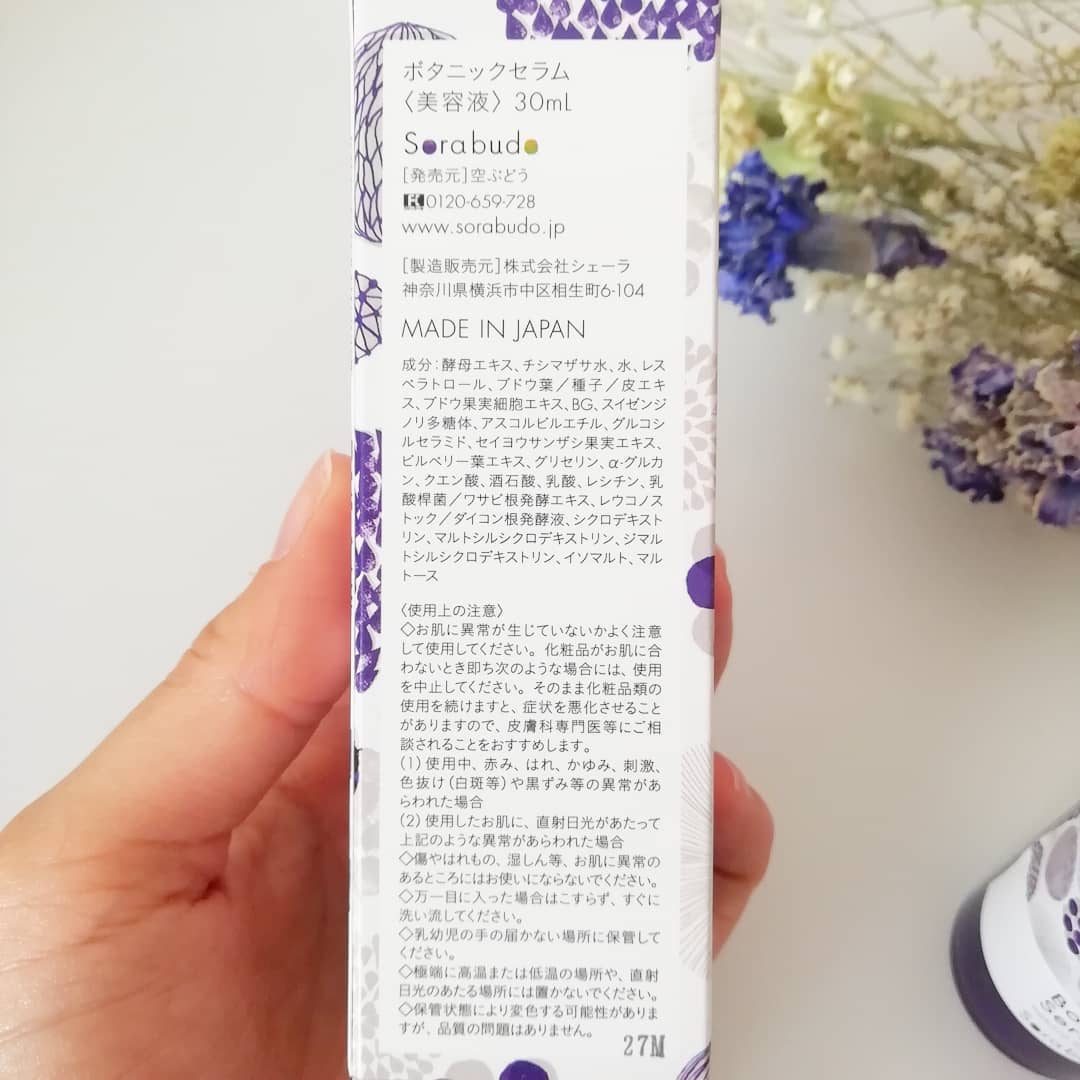 ボタニックセラム
〈美容液〉 30mL
Sorabudo
[発売元]空ぶどう
0120-659-728
www.sorabudo.jp
[製造販売元]株式会社シェーラ
神奈川県横浜市中区相生町6-104
MADE IN JAPAN
成分：酵母エキス、チシマザサ水、水、レス
ベラトロール、ブドウ葉／種子／皮エキ
ス、ブドウ果実細胞エキス、BG、スイゼンジ
ノリ多糖体、アスコルビルエチル、グルコシ
ルセラミド、セイヨウサンザシ果実エキス、
ビルベリー葉エキス、グリセリン、α-グルカ
ン、クエン酸、酒石酸、乳酸、レシチン、乳
酸桿菌／ワサビ根発酵エキス、レウコノス
トック／ダイコン根発酵液、シクロデキスト
リン、マルトシルシクロデキストリン、ジマル
トシルシクロデキストリン、イソマルト、マル
トース
〈使用上の注意〉
◇お肌に異常が生じていないかよく注意
して使用してください。化粧品がお肌に合
わないとき即ち次のような場合には、使用
を中止してください。そのまま化粧品類の
使用を続けますと、症状を悪化させること
がありますので、皮膚科専門医等にご相
談されることをおすすめします。
(1)使用中、赤み、はれ、かゆみ、刺激、
色抜け(白斑等)や黒ずみ等の異常があ
らわれた場合
(2)使用したお肌に、直射日光があたって
上記のような異常があらわれた場合
◇傷やはれもの、湿しん等、お肌に異常の
あるところにはお使いにならないでください。
◇万一目に入った場合はこすらず、すぐに
洗い流してください。
◇乳幼児の手の届かない場所に保管して
ください。
◇極端に高温または低温の場所や、直射
日光のあたる場所には置かないでください。
◇保管状態により変色する可能性がありま
すが、品質の問題はありません。
27M